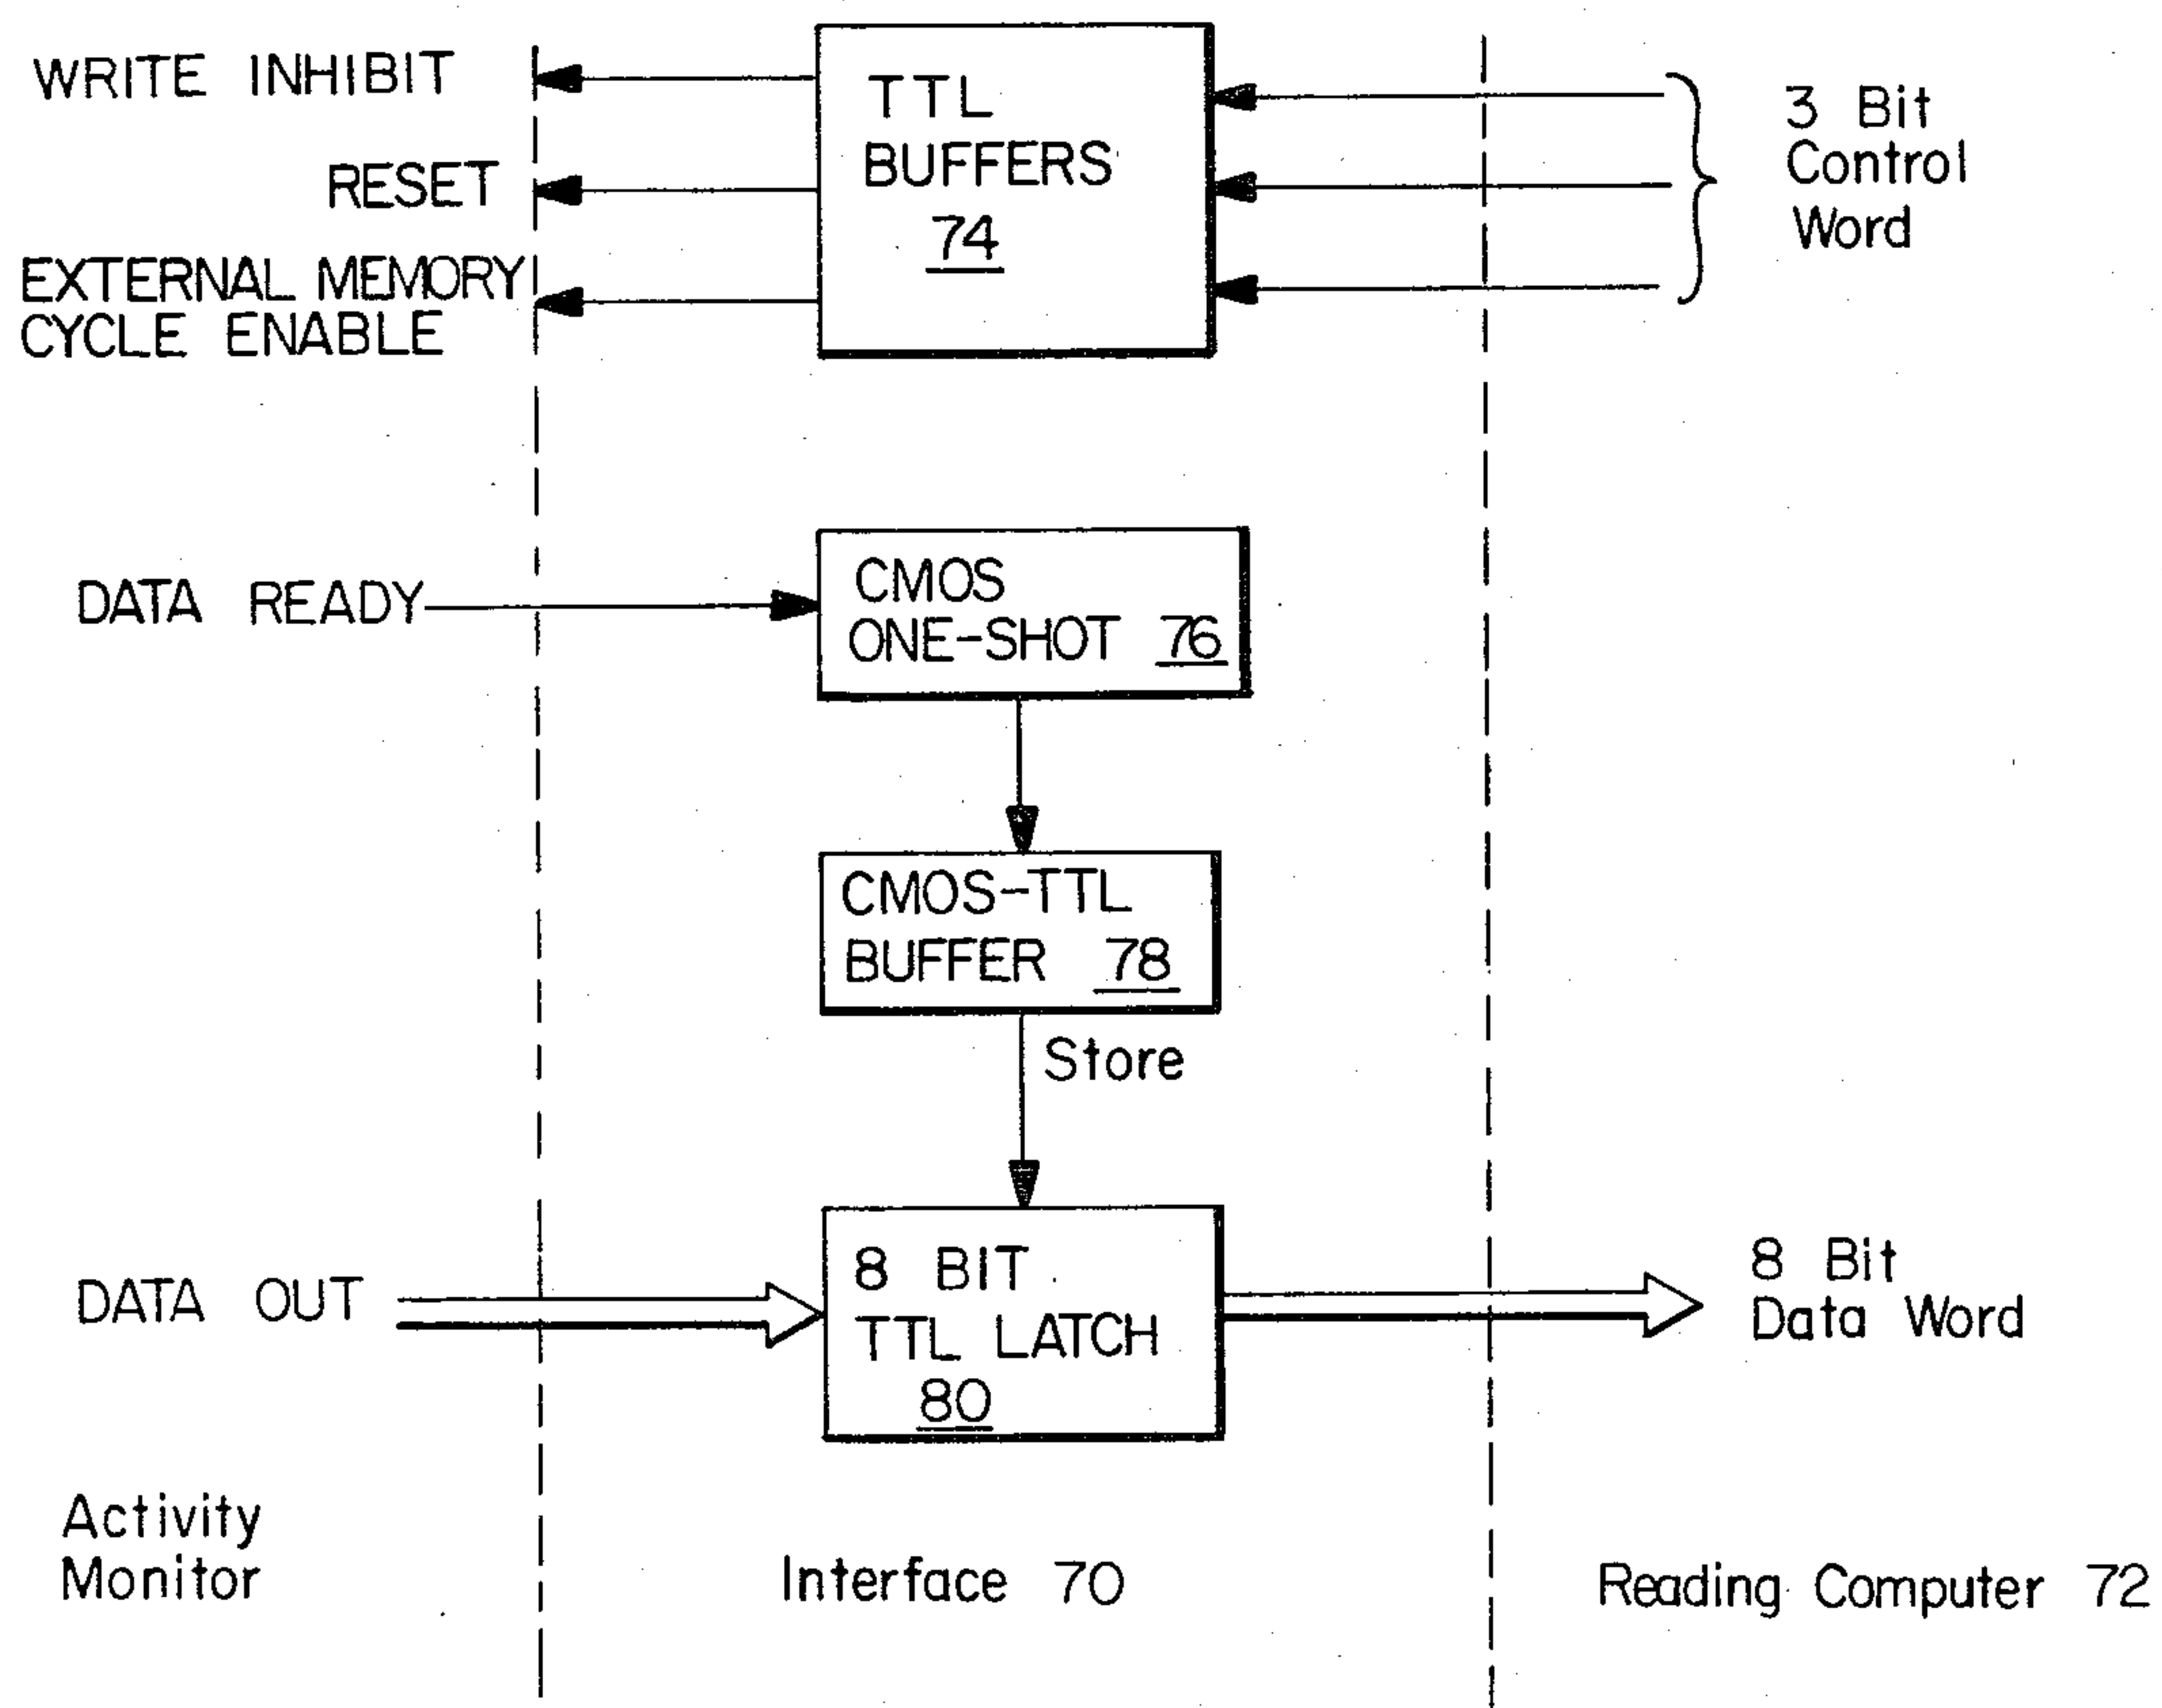 WRITE INHIBIT
RESET
EXTERNAL MEMORY
CYCLE ENABLE
TTL
BUFFERS
74
3 Bit
Control
Word
DATA READY
CMOS
ONE-SHOT 76
CMOS-TTL
BUFFER 78
Store
DATA OUT
8 BIT
TTL LATCH
80
8 Bit
Data Word
Activity
Monitor
Interface 70
Reading Computer 72